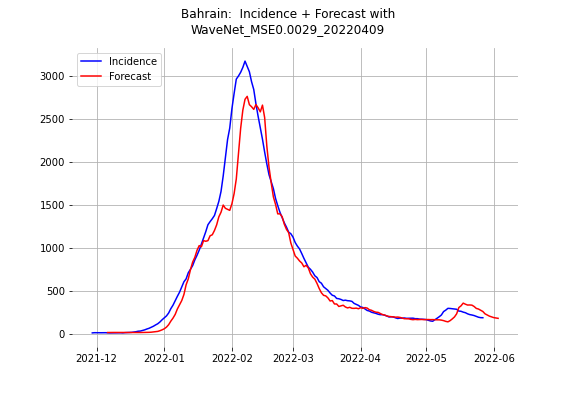 Bahrain:  Incidence + Forecast with
WaveNet_MSE0.0029_20220409
Incidence
Forecast
3000
2500
2000
1500
1000
500
0
2021-12 2022-01 2022-02 2022-03 2022-04 2022-05 2022-06